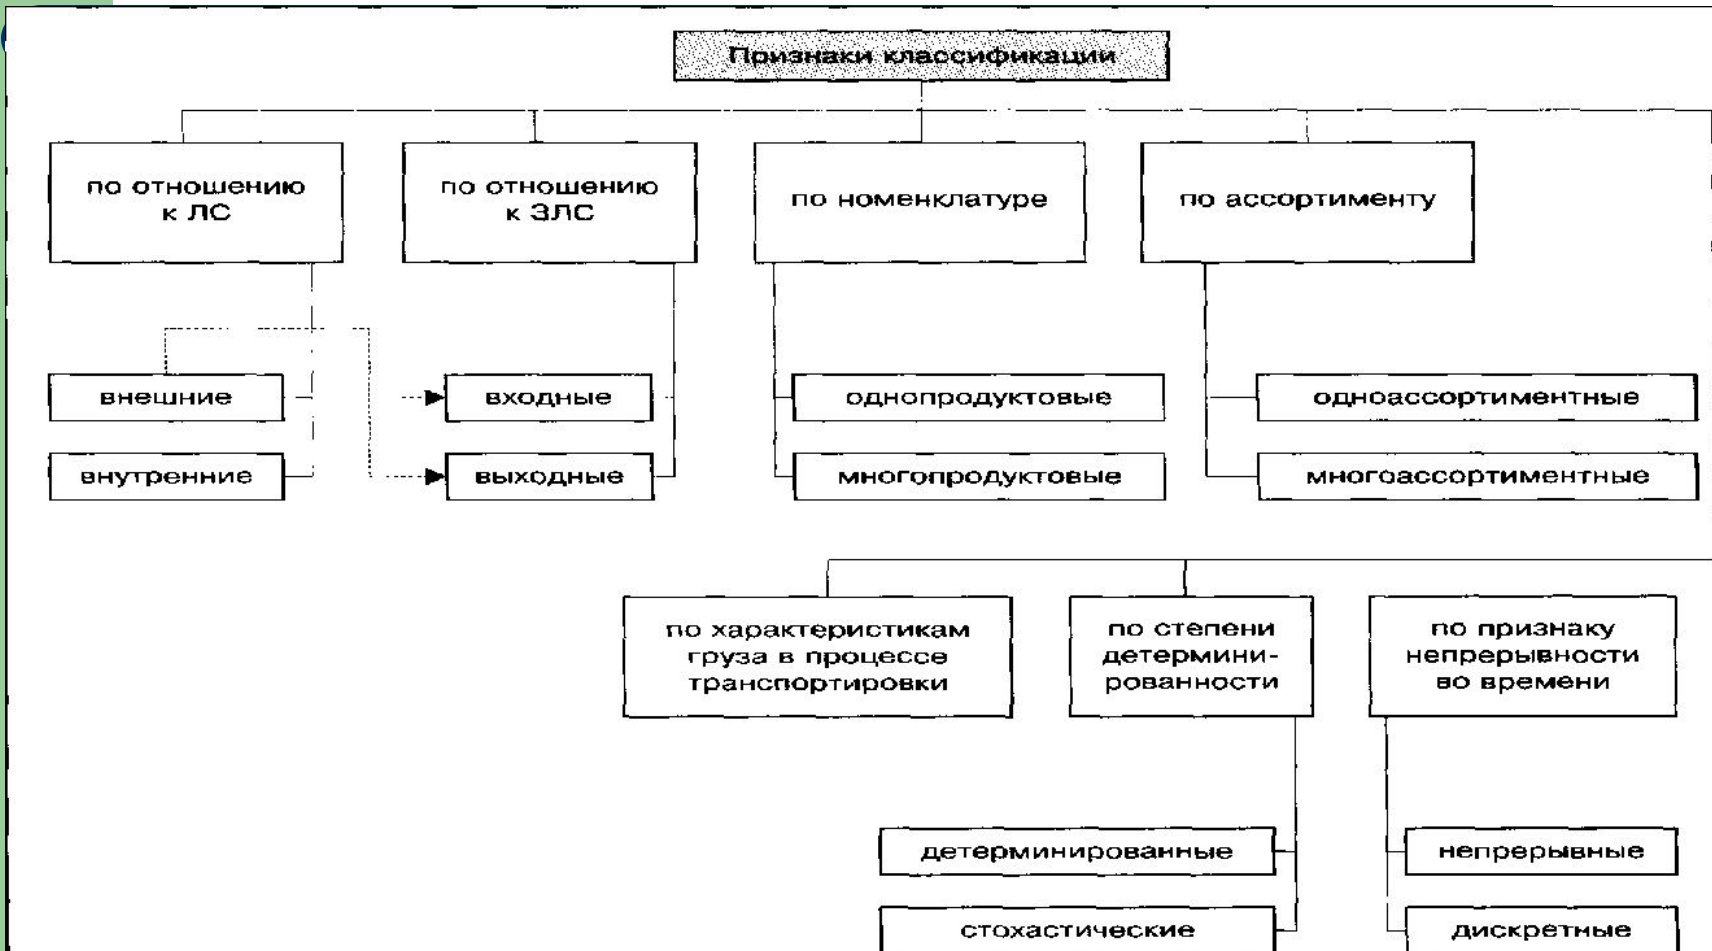 Признаки классификации
по отношению
к ЛС
по отношению
к ЗЛС
по номенклатуре
по ассортименту
внешние
входные
однопродуктовые
одноассортиментные
внутренние
выходные
многопродуктовые
многоассортиментные
по характеристикам
груза в процессе
транспортировки
по степени
детермини-
рованности
по признаку
непрерывности
во времени
детерминированные
непрерывные
стохастические
дискретные